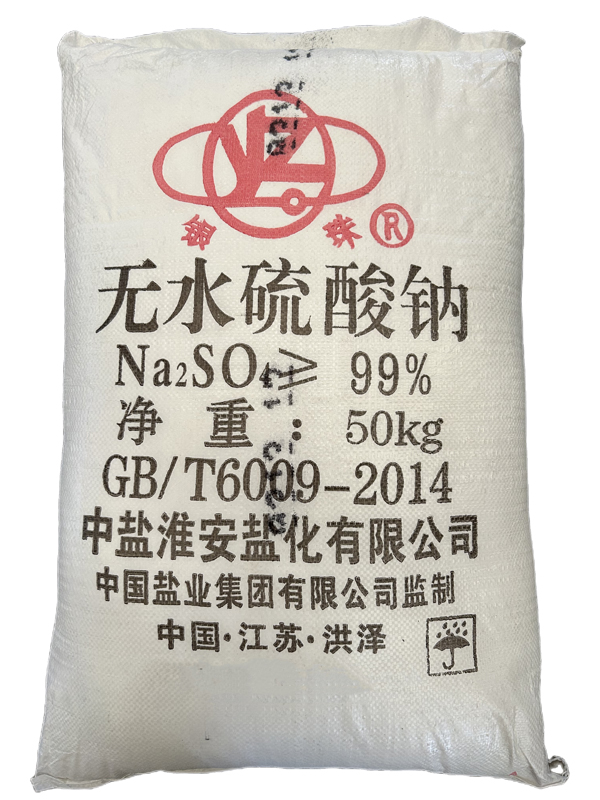 银珠®
无水硫酸钠
Na₂SO₄≥ 99%
净 重: 50kg
GB/T6009-2014
中盐淮安盐化有限公司
中国盐业集团有限公司监制
中国·江苏·洪泽